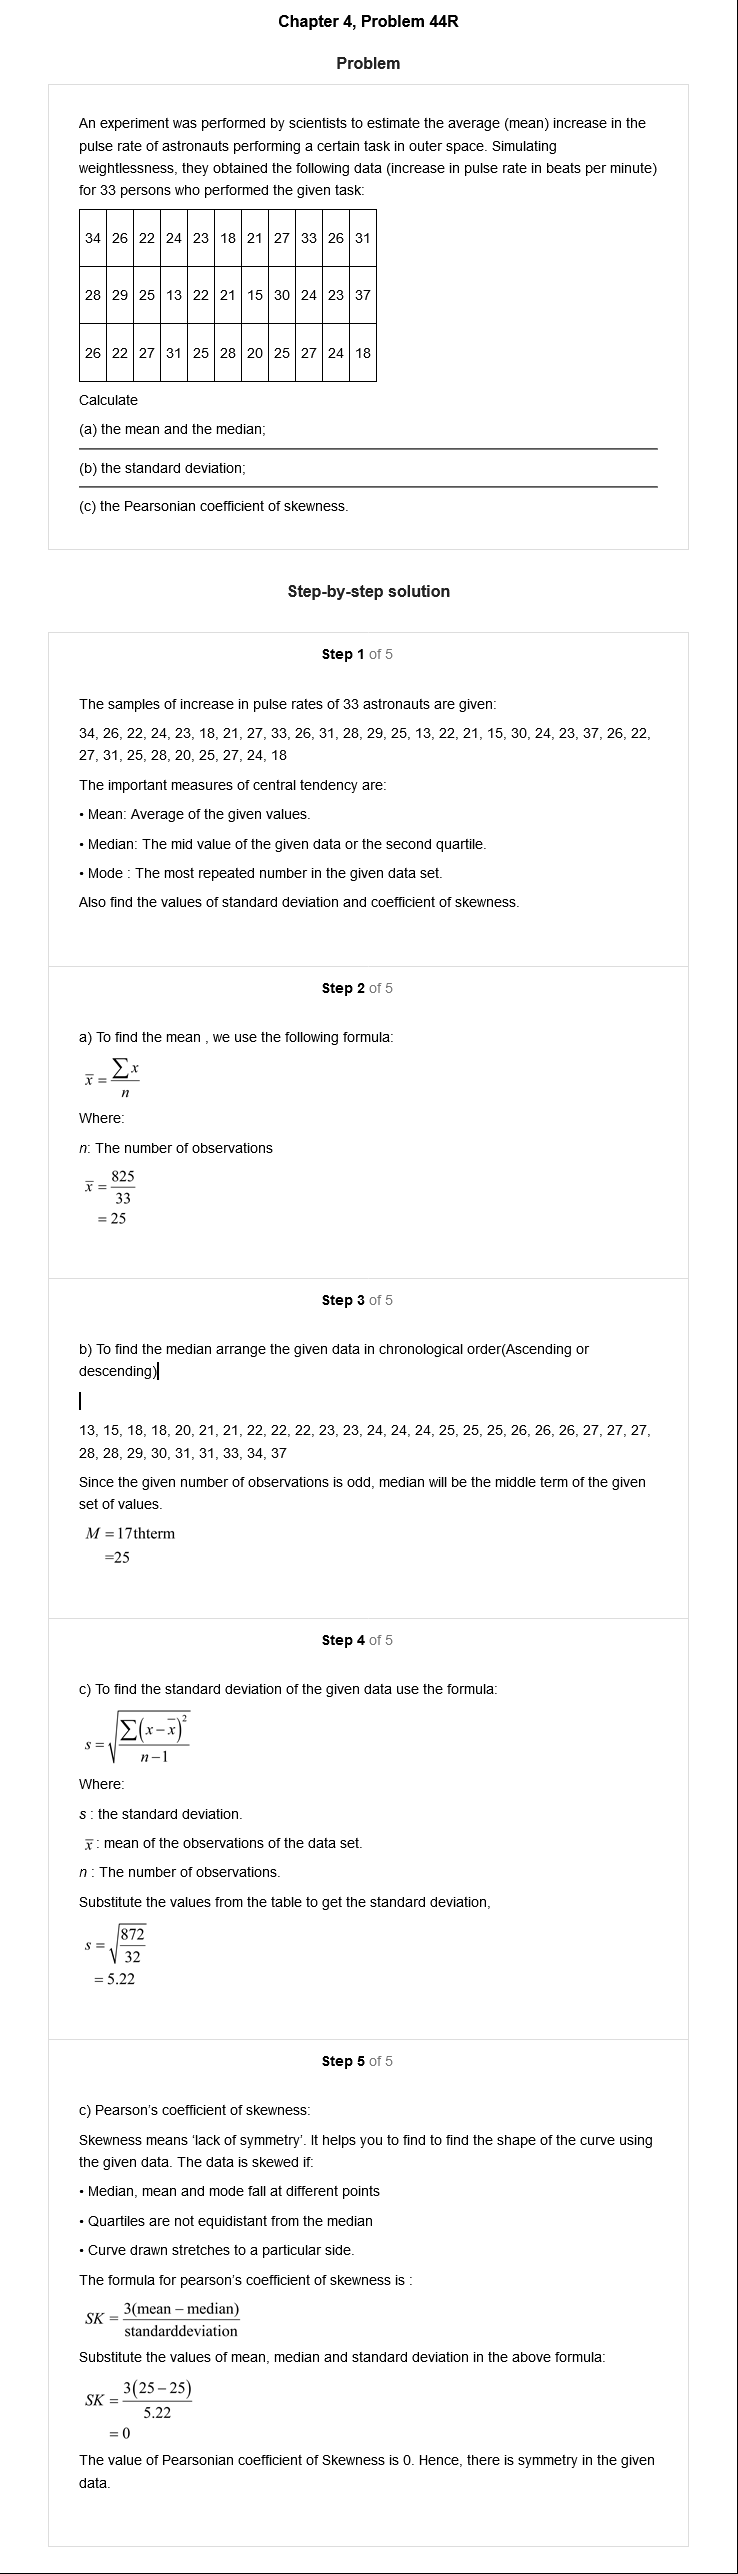 Chapter 4, Problem 44R
Problem
An experiment was performed by scientists to estimate the average (mean) increase in the
pulse rate of astronauts performing a certain task in outer space. Simulating
weightlessness, they obtained the following data (increase in pulse rate in beats per minute)
for 33 persons who performed the given task:
34 26 22 24 23 18 21 27 33 26 31
28 29 25 13 22 21 15 30 24 23 37
26 22 27 31 25 28 20 25 27 24 18
Calculate
(a) the mean and the median;
(b) the standard deviation;
(c) the Pearsonian coefficient of skewness.
Step-by-step solution
Step 1 of 5
The samples of increase in pulse rates of 33 astronauts are given:
34, 26, 22, 24, 23, 18, 21, 27, 33, 26, 31, 28, 29, 25, 13, 22, 21, 15, 30, 24, 23, 37, 26, 22,
27, 31, 25, 28, 20, 25, 27, 24, 18
The important measures of central tendency are:
• Mean: Average of the given values.
• Median: The mid value of the given data or the second quartile.
• Mode : The most repeated number in the given data set.
Also find the values of standard deviation and coefficient of skewness.
Step 2 of 5
a) To find the mean , we use the following formula:
x̅ = ∑x / n
Where:
n: The number of observations
x̅ = 825 / 33
= 25
Step 3 of 5
b) To find the median arrange the given data in chronological order(Ascending or
descending)
13, 15, 18, 18, 20, 21, 21, 22, 22, 22, 23, 23, 24, 24, 24, 25, 25, 25, 26, 26, 26, 27, 27, 27,
28, 28, 29, 30, 31, 31, 33, 34, 37
Since the given number of observations is odd, median will be the middle term of the given
set of values.
M = 17thterm
=25
Step 4 of 5
c) To find the standard deviation of the given data use the formula:
s = √(∑(x − x̅)² / n − 1)
Where:
s : the standard deviation.
x̅ : mean of the observations of the data set.
n : The number of observations.
Substitute the values from the table to get the standard deviation,
s = √(872 / 32)
= 5.22
Step 5 of 5
c) Pearson's coefficient of skewness:
Skewness means 'lack of symmetry'. It helps you to find to find the shape of the curve using
the given data. The data is skewed if:
• Median, mean and mode fall at different points
• Quartiles are not equidistant from the median
• Curve drawn stretches to a particular side.
The formula for pearson's coefficient of skewness is :
SK = 3(mean – median) / standarddeviation
Substitute the values of mean, median and standard deviation in the above formula:
SK = 3(25 – 25) / 5.22
= 0
The value of Pearsonian coefficient of Skewness is 0. Hence, there is symmetry in the given
data.